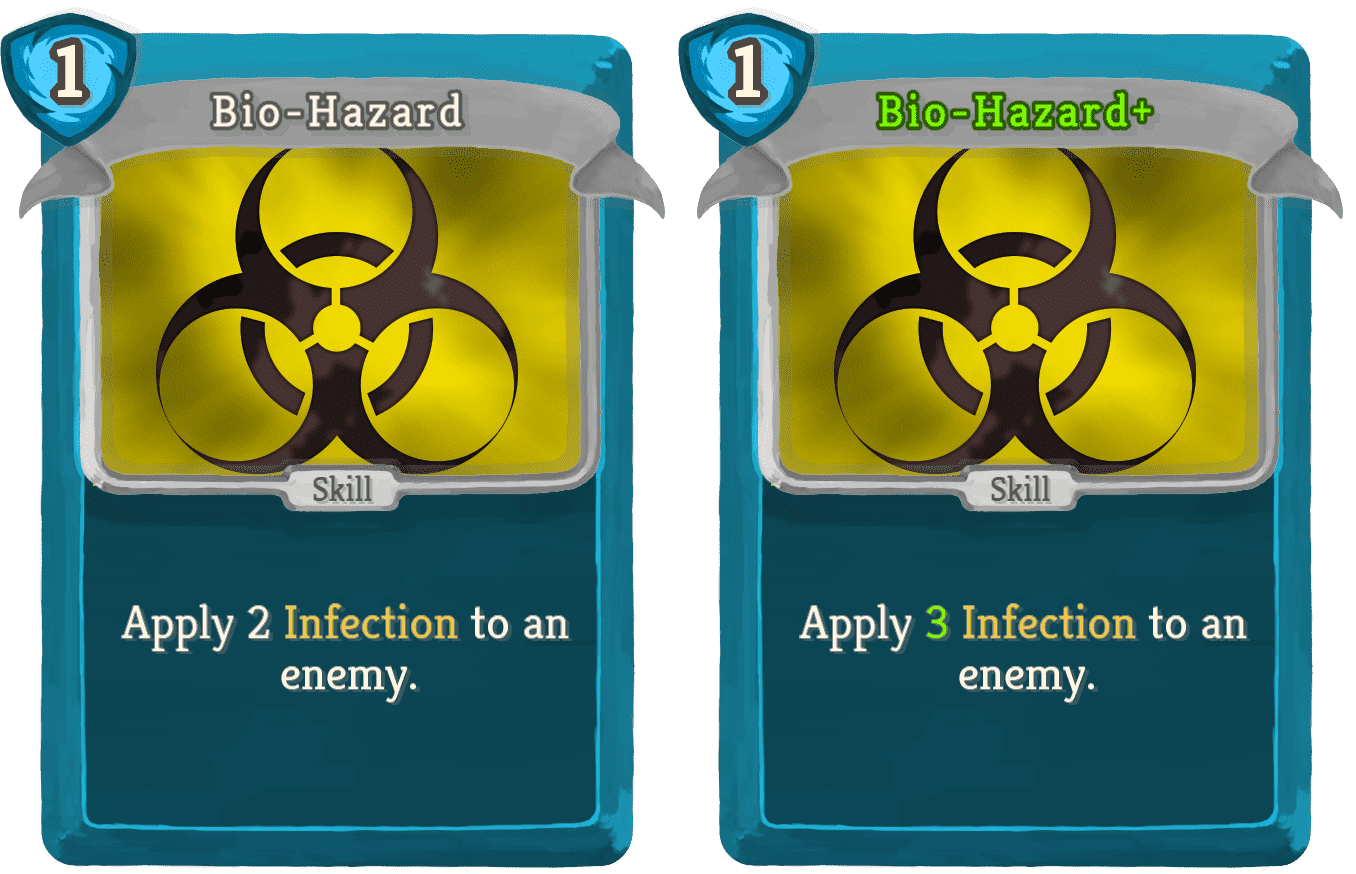 1
Bio-Hazard
Skill
Apply 2 Infection to an
enemy.
1
Bio-Hazard+
Skill
Apply 3 Infection to an
enemy.